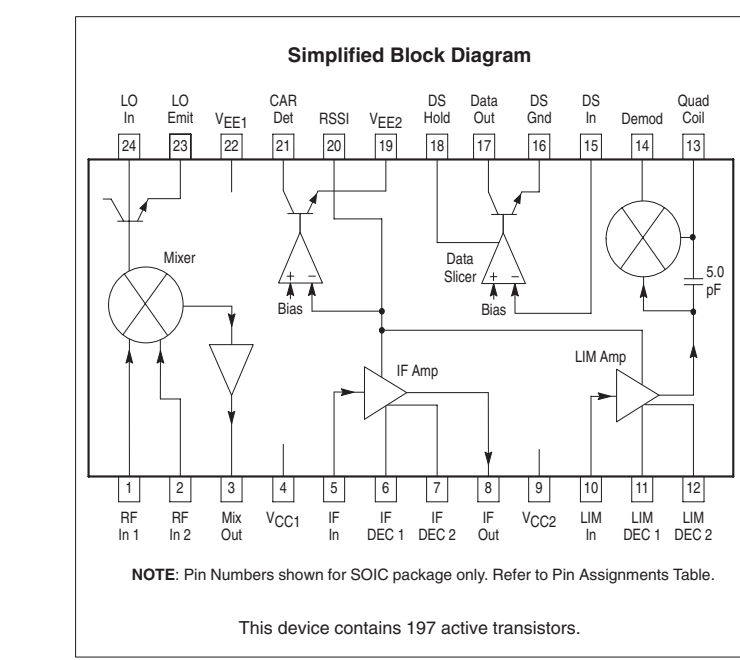 Simplified Block Diagram
LO In
LO Emit
VEE1
CAR Det
RSSI
VEE2
DS Hold
Data Out
DS Gnd
DS In
Demod
Quad Coil
24
23
22
21
20
19
18
17
16
15
14
13
Mixer
Data Slicer
5.0 pF
+
−
+
−
Bias
Bias
IF Amp
LIM Amp
1
2
3
4
5
6
7
8
9
10
11
12
RF In 1
RF In 2
Mix Out
VCC1
IF In
IF DEC 1
IF DEC 2
IF Out
VCC2
LIM In
LIM DEC 1
LIM DEC 2
NOTE: Pin Numbers shown for SOIC package only. Refer to Pin Assignments Table.
This device contains 197 active transistors.